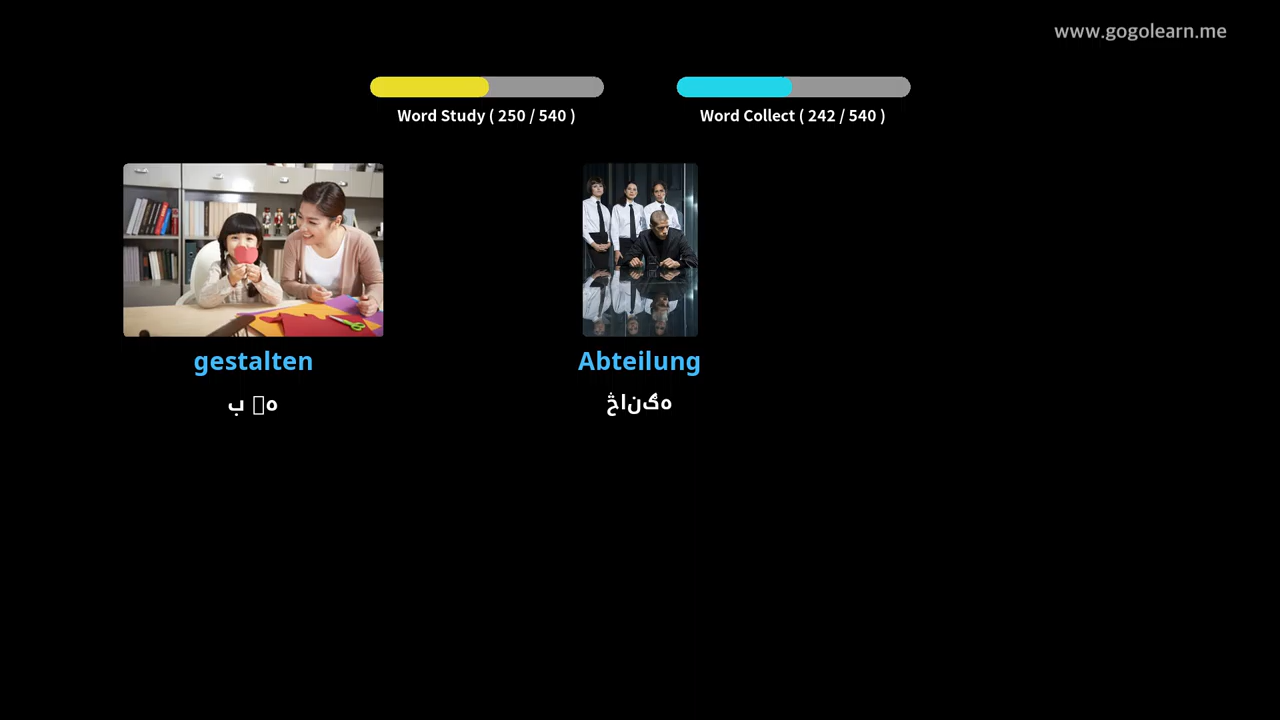 www.gogolearn.me
Word Study ( 250 / 540 )
Word Collect ( 242 / 540 )
gestalten
Abteilung
څانګه